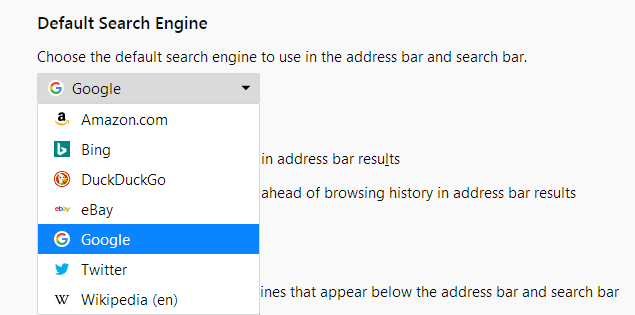 Default Search Engine
Choose the default search engine to use in the address bar and search bar.
Google
Amazon.com
Bing
in address bar results
DuckDuckGo
ahead of browsing history in address bar results
eBay
Google
Twitter
Wikipedia (en)
ines that appear below the address bar and search bar